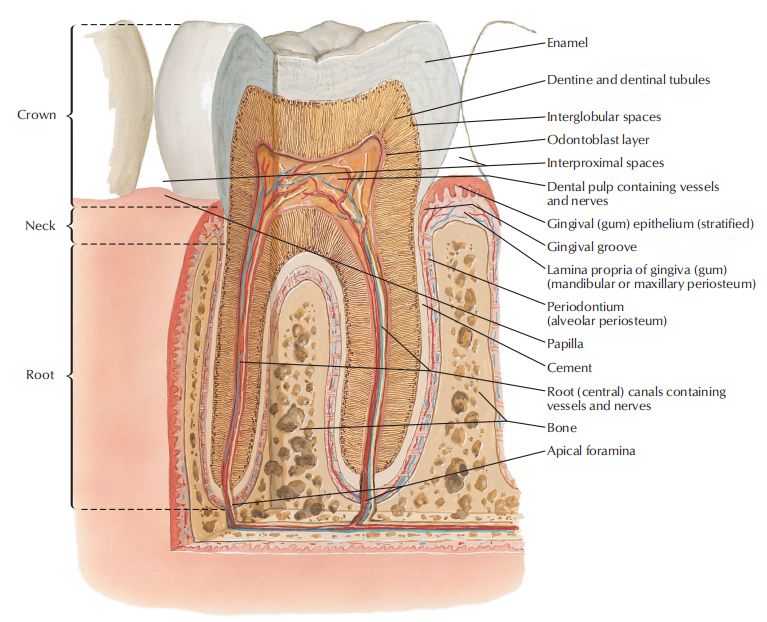 Crown
Neck
Root
Enamel
Dentine and dentinal tubules
Interglobular spaces
Odontoblast layer
Interproximal spaces
Dental pulp containing vessels
and nerves
Gingival (gum) epithelium (stratified)
Gingival groove
Lamina propria of gingiva (gum)
(mandibular or maxillary periosteum)
Periodontium
(alveolar periosteum)
Papilla
Cement
Root (central) canals containing
vessels and nerves
Bone
Apical foramina